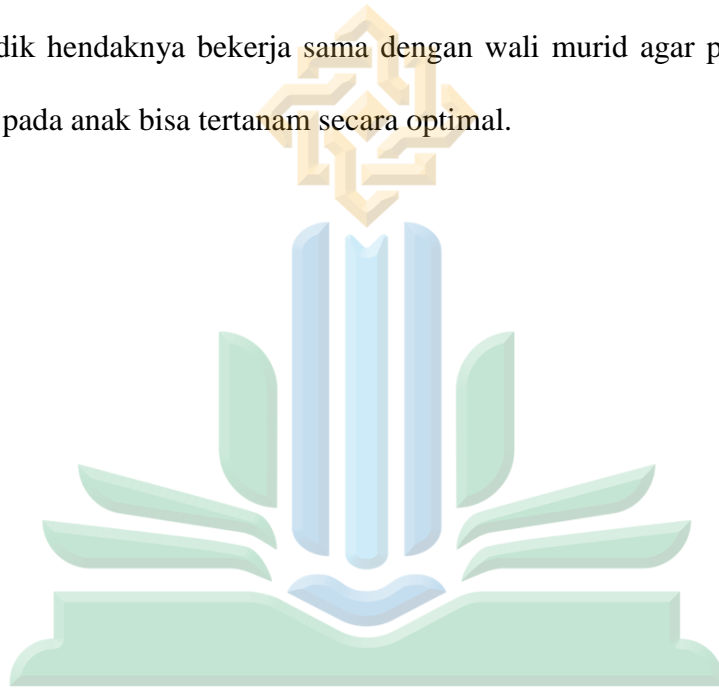 dik hendaknya bekerja sama dengan wali murid agar p
pada anak bisa tertanam secara optimal.